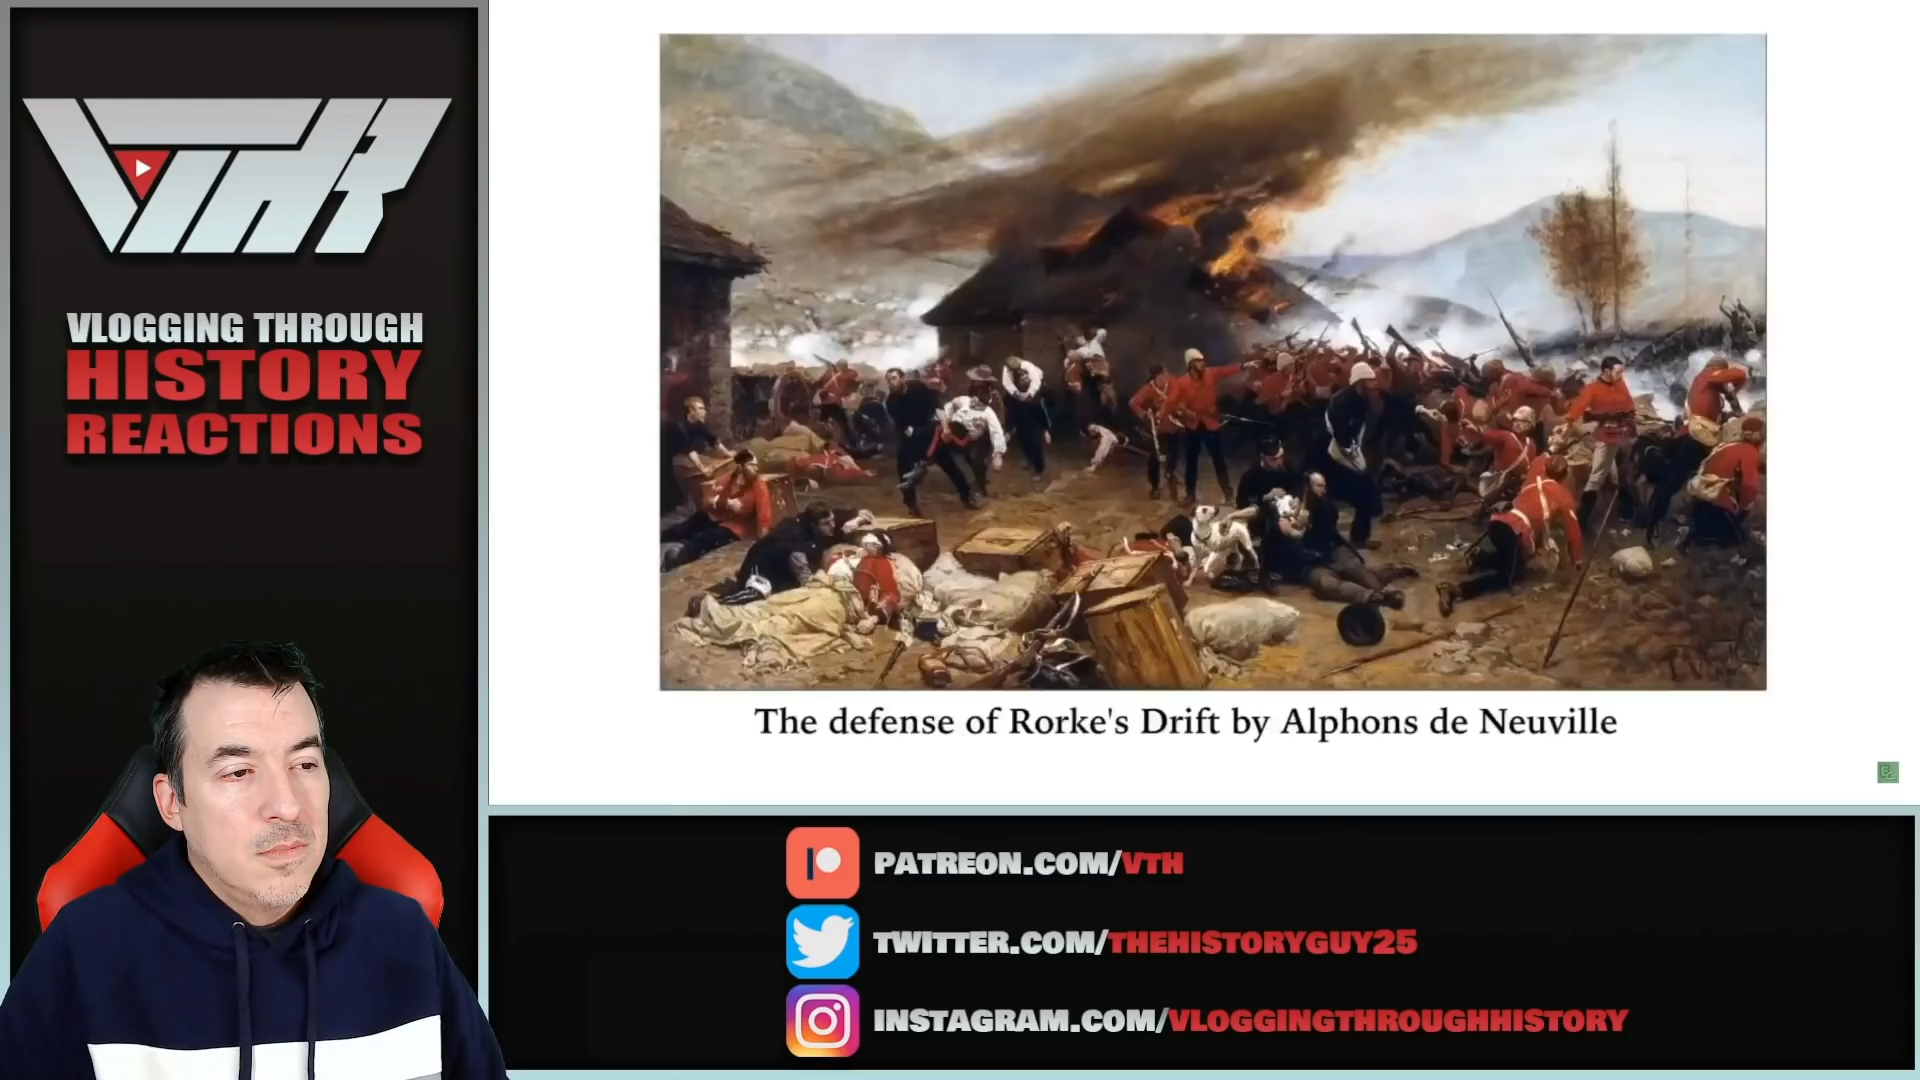 VTHR
VLOGGING THROUGH
HISTORY
REACTIONS
The defense of Rorke's Drift by Alphons de Neuville
PATREON.COM/VTH
TWITTER.COM/THEHISTORYGUY25
INSTAGRAM.COM/VLOGGINGTHROUGHHISTORY